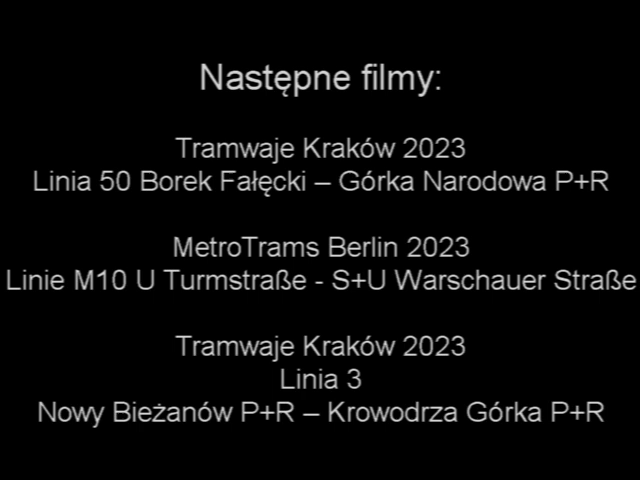 Następne filmy:
Tramwaje Kraków 2023
Linia 50 Borek Fałęcki – Górka Narodowa P+R
MetroTrams Berlin 2023
Linie M10 U Turmstraße - S+U Warschauer Straße
Tramwaje Kraków 2023
Linia 3
Nowy Bieżanów P+R – Krowodrza Górka P+R